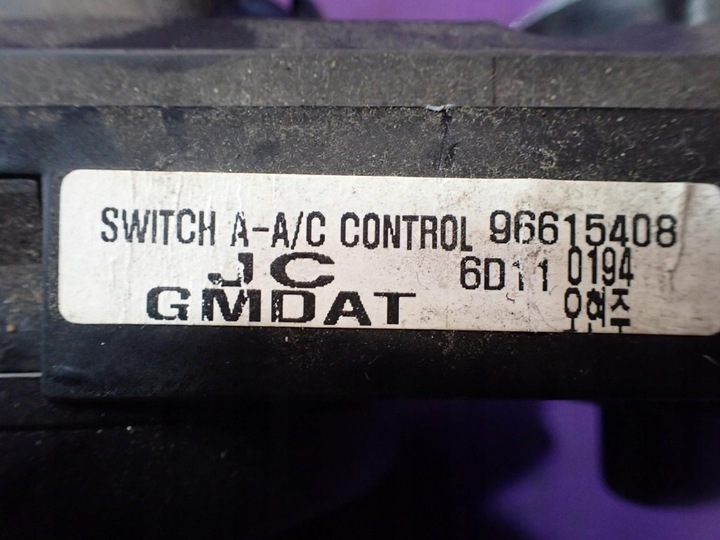 SWITCH A-A/C CONTROL 96615408
JC 6D11 0194
GMDAT 오현주